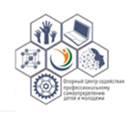 Опорный Центр содействия
профессиональному
самоопределению
детей и молодежи